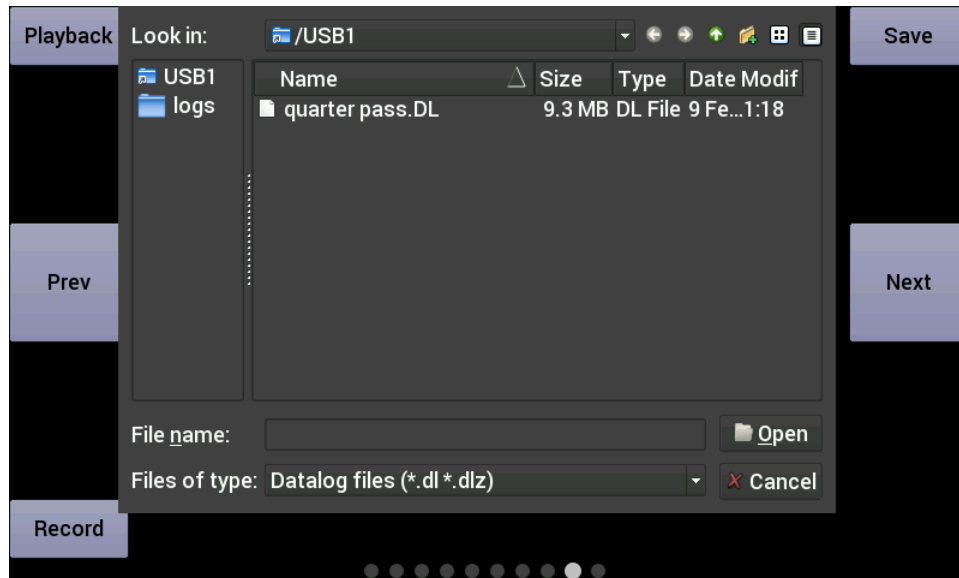 Playback
Look in:
/USB1
Save
USB1
logs
Name Size Type Date Modif
quarter pass.DL 9.3 MB DL File 9 Fe...1:18
Prev
Next
File name:
Open
Files of type: Datalog files (*.dl *.dlz)
Cancel
Record